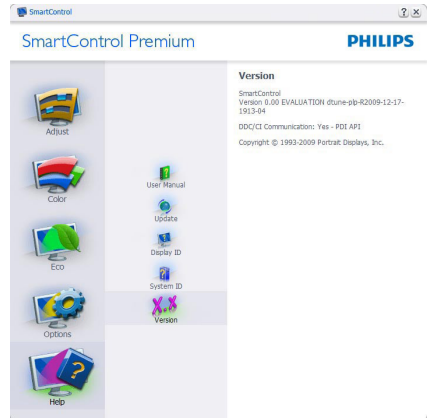 SmartControl
SmartControl Premium
PHILIPS
Adjust
Color
Eco
Options
Help
User Manual
Update
Display ID
System ID
X.X
Version
Version
SmartControl
Version 0.00 EVALUATION dtune-plb-R2009-12-17-
1913-04
DDC/CI Communication: Yes - PDI API
Copyright © 1993-2009 Portrait Displays, Inc.